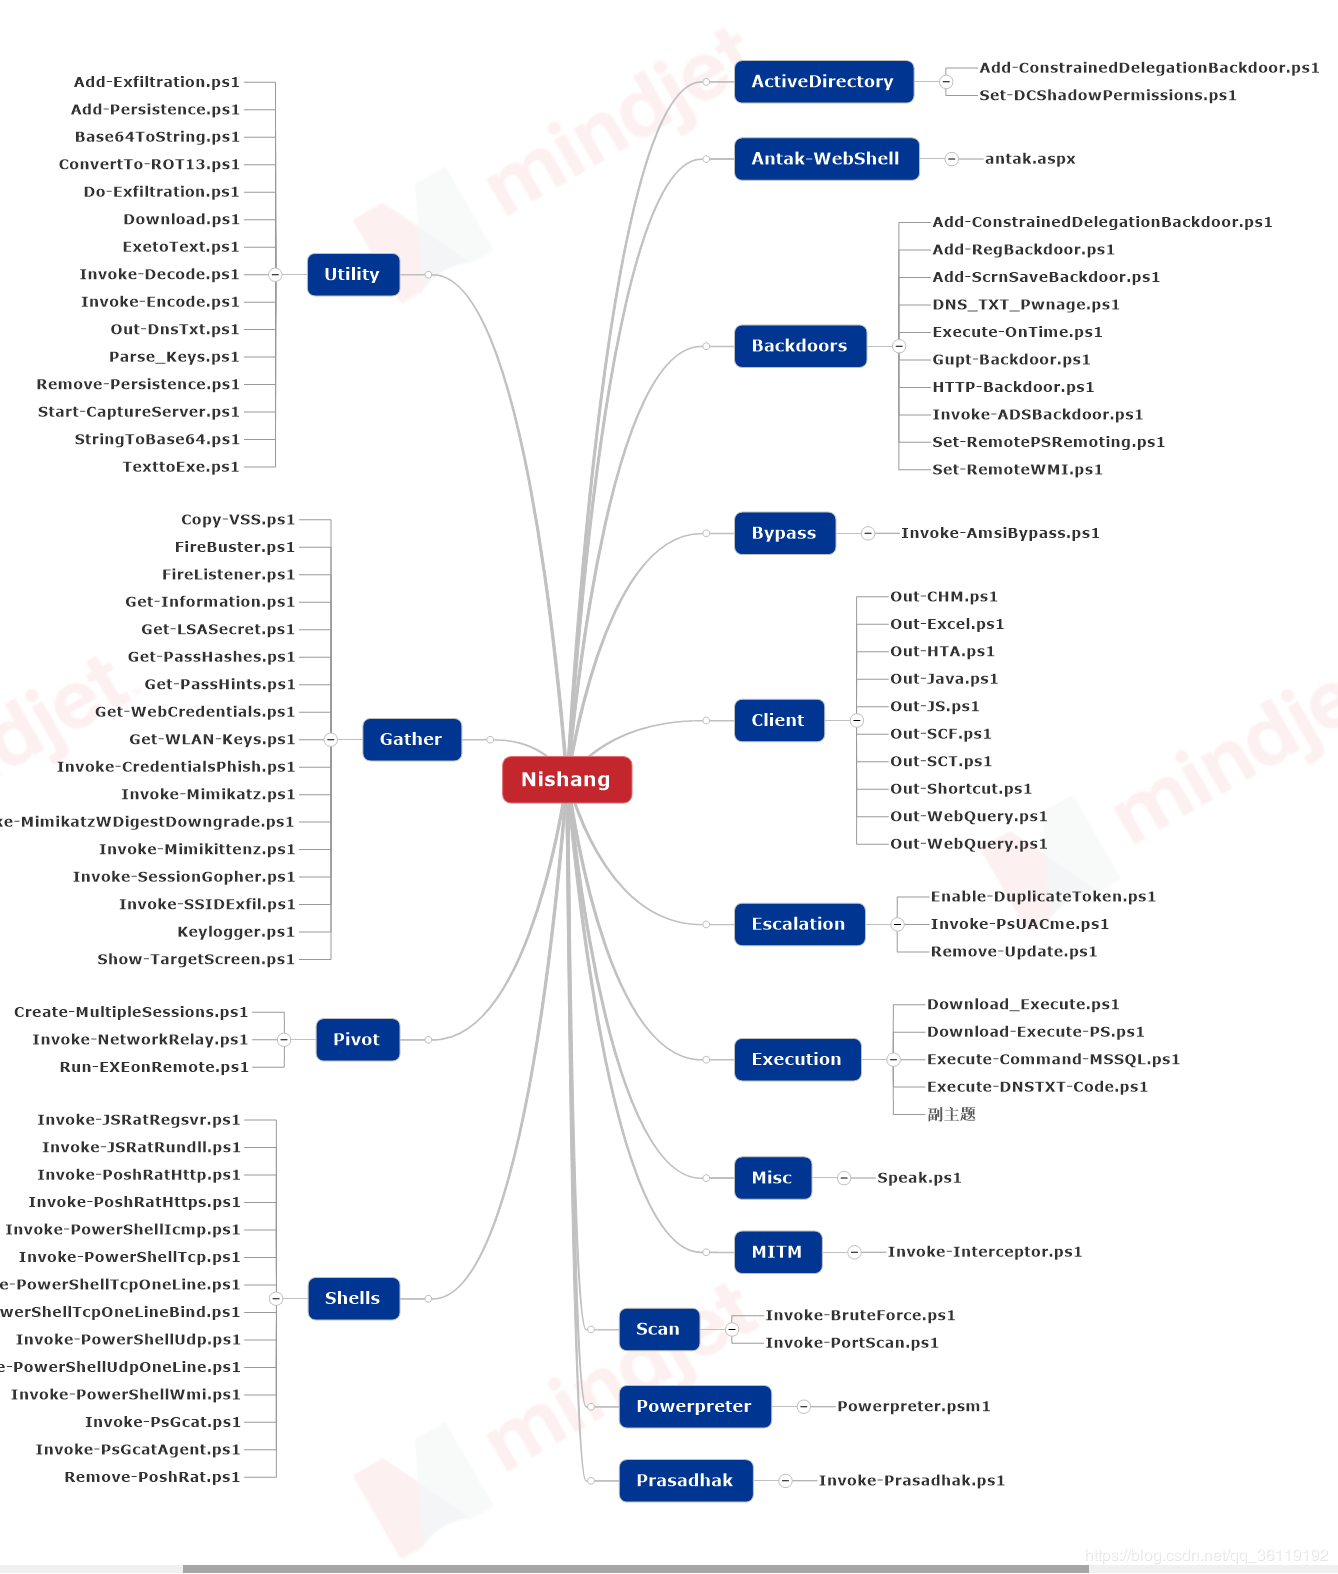 Nishang
ActiveDirectory
Add-ConstrainedDelegationBackdoor.ps1
Set-DCShadowPermissions.ps1
Antak-WebShell
antak.aspx
Backdoors
Add-ConstrainedDelegationBackdoor.ps1
Add-RegBackdoor.ps1
Add-ScrnSaveBackdoor.ps1
DNS_TXT_Pwnage.ps1
Execute-OnTime.ps1
Gupt-Backdoor.ps1
HTTP-Backdoor.ps1
Invoke-ADSBackdoor.ps1
Set-RemotePSRemoting.ps1
Set-RemoteWMI.ps1
Bypass
Invoke-AmsiBypass.ps1
Client
Out-CHM.ps1
Out-Excel.ps1
Out-HTA.ps1
Out-Java.ps1
Out-JS.ps1
Out-SCF.ps1
Out-SCT.ps1
Out-Shortcut.ps1
Out-WebQuery.ps1
Out-WebQuery.ps1
Escalation
Enable-DuplicateToken.ps1
Invoke-PsUACme.ps1
Remove-Update.ps1
Execution
Download_Execute.ps1
Download-Execute-PS.ps1
Execute-Command-MSSQL.ps1
Execute-DNSTXT-Code.ps1
副主题
Misc
Speak.ps1
MITM
Invoke-Interceptor.ps1
Scan
Invoke-BruteForce.ps1
Invoke-PortScan.ps1
Powerpreter
Powerpreter.psm1
Prasadhak
Invoke-Prasadhak.ps1
Utility
Add-Exfiltration.ps1
Add-Persistence.ps1
Base64ToString.ps1
ConvertTo-ROT13.ps1
Do-Exfiltration.ps1
Download.ps1
ExetoText.ps1
Invoke-Decode.ps1
Invoke-Encode.ps1
Out-DnsTxt.ps1
Parse_Keys.ps1
Remove-Persistence.ps1
Start-CaptureServer.ps1
StringToBase64.ps1
TexttoExe.ps1
Gather
Copy-VSS.ps1
FireBuster.ps1
FireListener.ps1
Get-Information.ps1
Get-LSASecret.ps1
Get-PassHashes.ps1
Get-PassHints.ps1
Get-WebCredentials.ps1
Get-WLAN-Keys.ps1
Invoke-CredentialsPhish.ps1
Invoke-Mimikatz.ps1
ke-MimikatzWDigestDowngrade.ps1
Invoke-Mimikittenz.ps1
Invoke-SessionGopher.ps1
Invoke-SSIDExfil.ps1
Keylogger.ps1
Show-TargetScreen.ps1
Pivot
Create-MultipleSessions.ps1
Invoke-NetworkRelay.ps1
Run-EXEonRemote.ps1
Shells
Invoke-JSRatRegsvr.ps1
Invoke-JSRatRundll.ps1
Invoke-PoshRatHttp.ps1
Invoke-PoshRatHttps.ps1
Invoke-PowerShellIcmp.ps1
Invoke-PowerShellTcp.ps1
e-PowerShellTcpOneLine.ps1
werShellTcpOneLineBind.ps1
Invoke-PowerShellUdp.ps1
e-PowerShellUdpOneLine.ps1
Invoke-PowerShellWmi.ps1
Invoke-PsGcat.ps1
Invoke-PsGcatAgent.ps1
Remove-PoshRat.ps1
mindjet
ndjet
mindje
mindjet
https://blog.csdn.net/qq_36119192